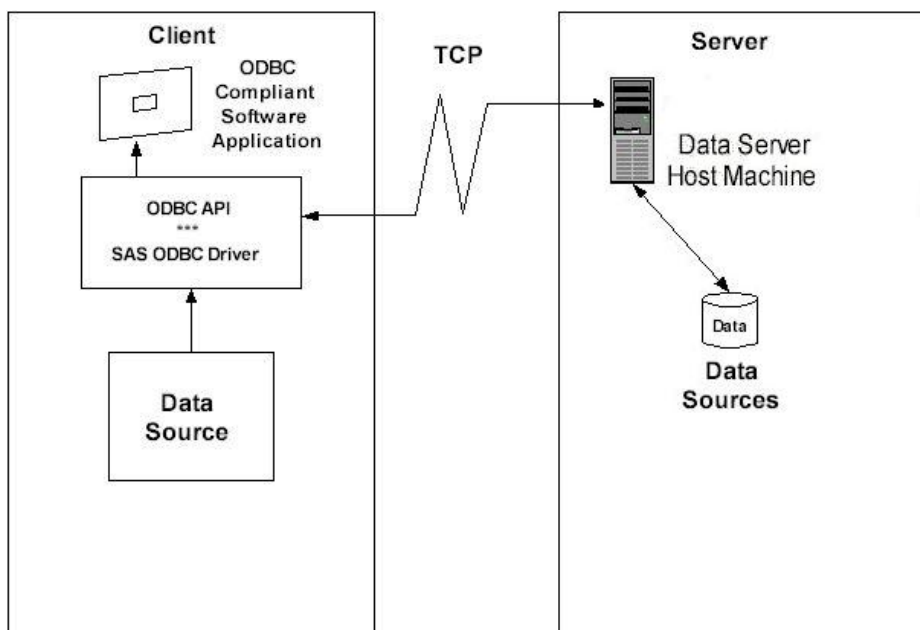 Client
ODBC
Compliant
Software
Application
ODBC API
***
SAS ODBC Driver
Data
Source
TCP
Server
Data Server
Host Machine
Data
Data
Sources